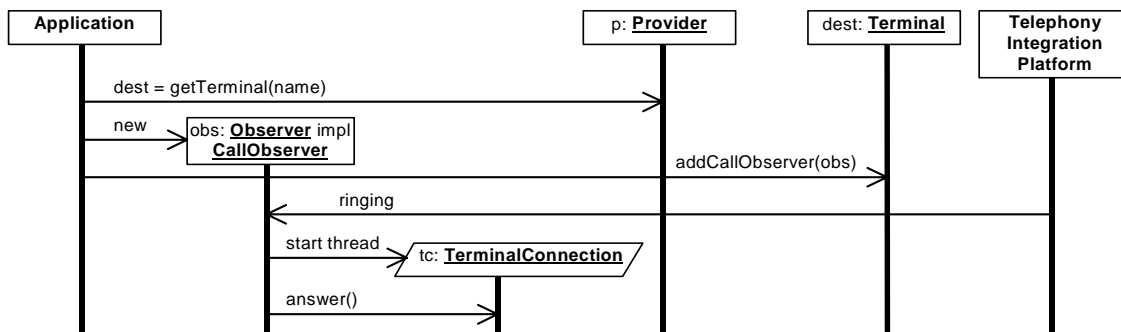 Application
p: Provider
dest: Terminal
Telephony
Integration
Platform
dest = getTerminal(name)
new
obs: Observer impl
CallObserver
addCallObserver(obs)
ringing
start thread
tc: TerminalConnection
answer()